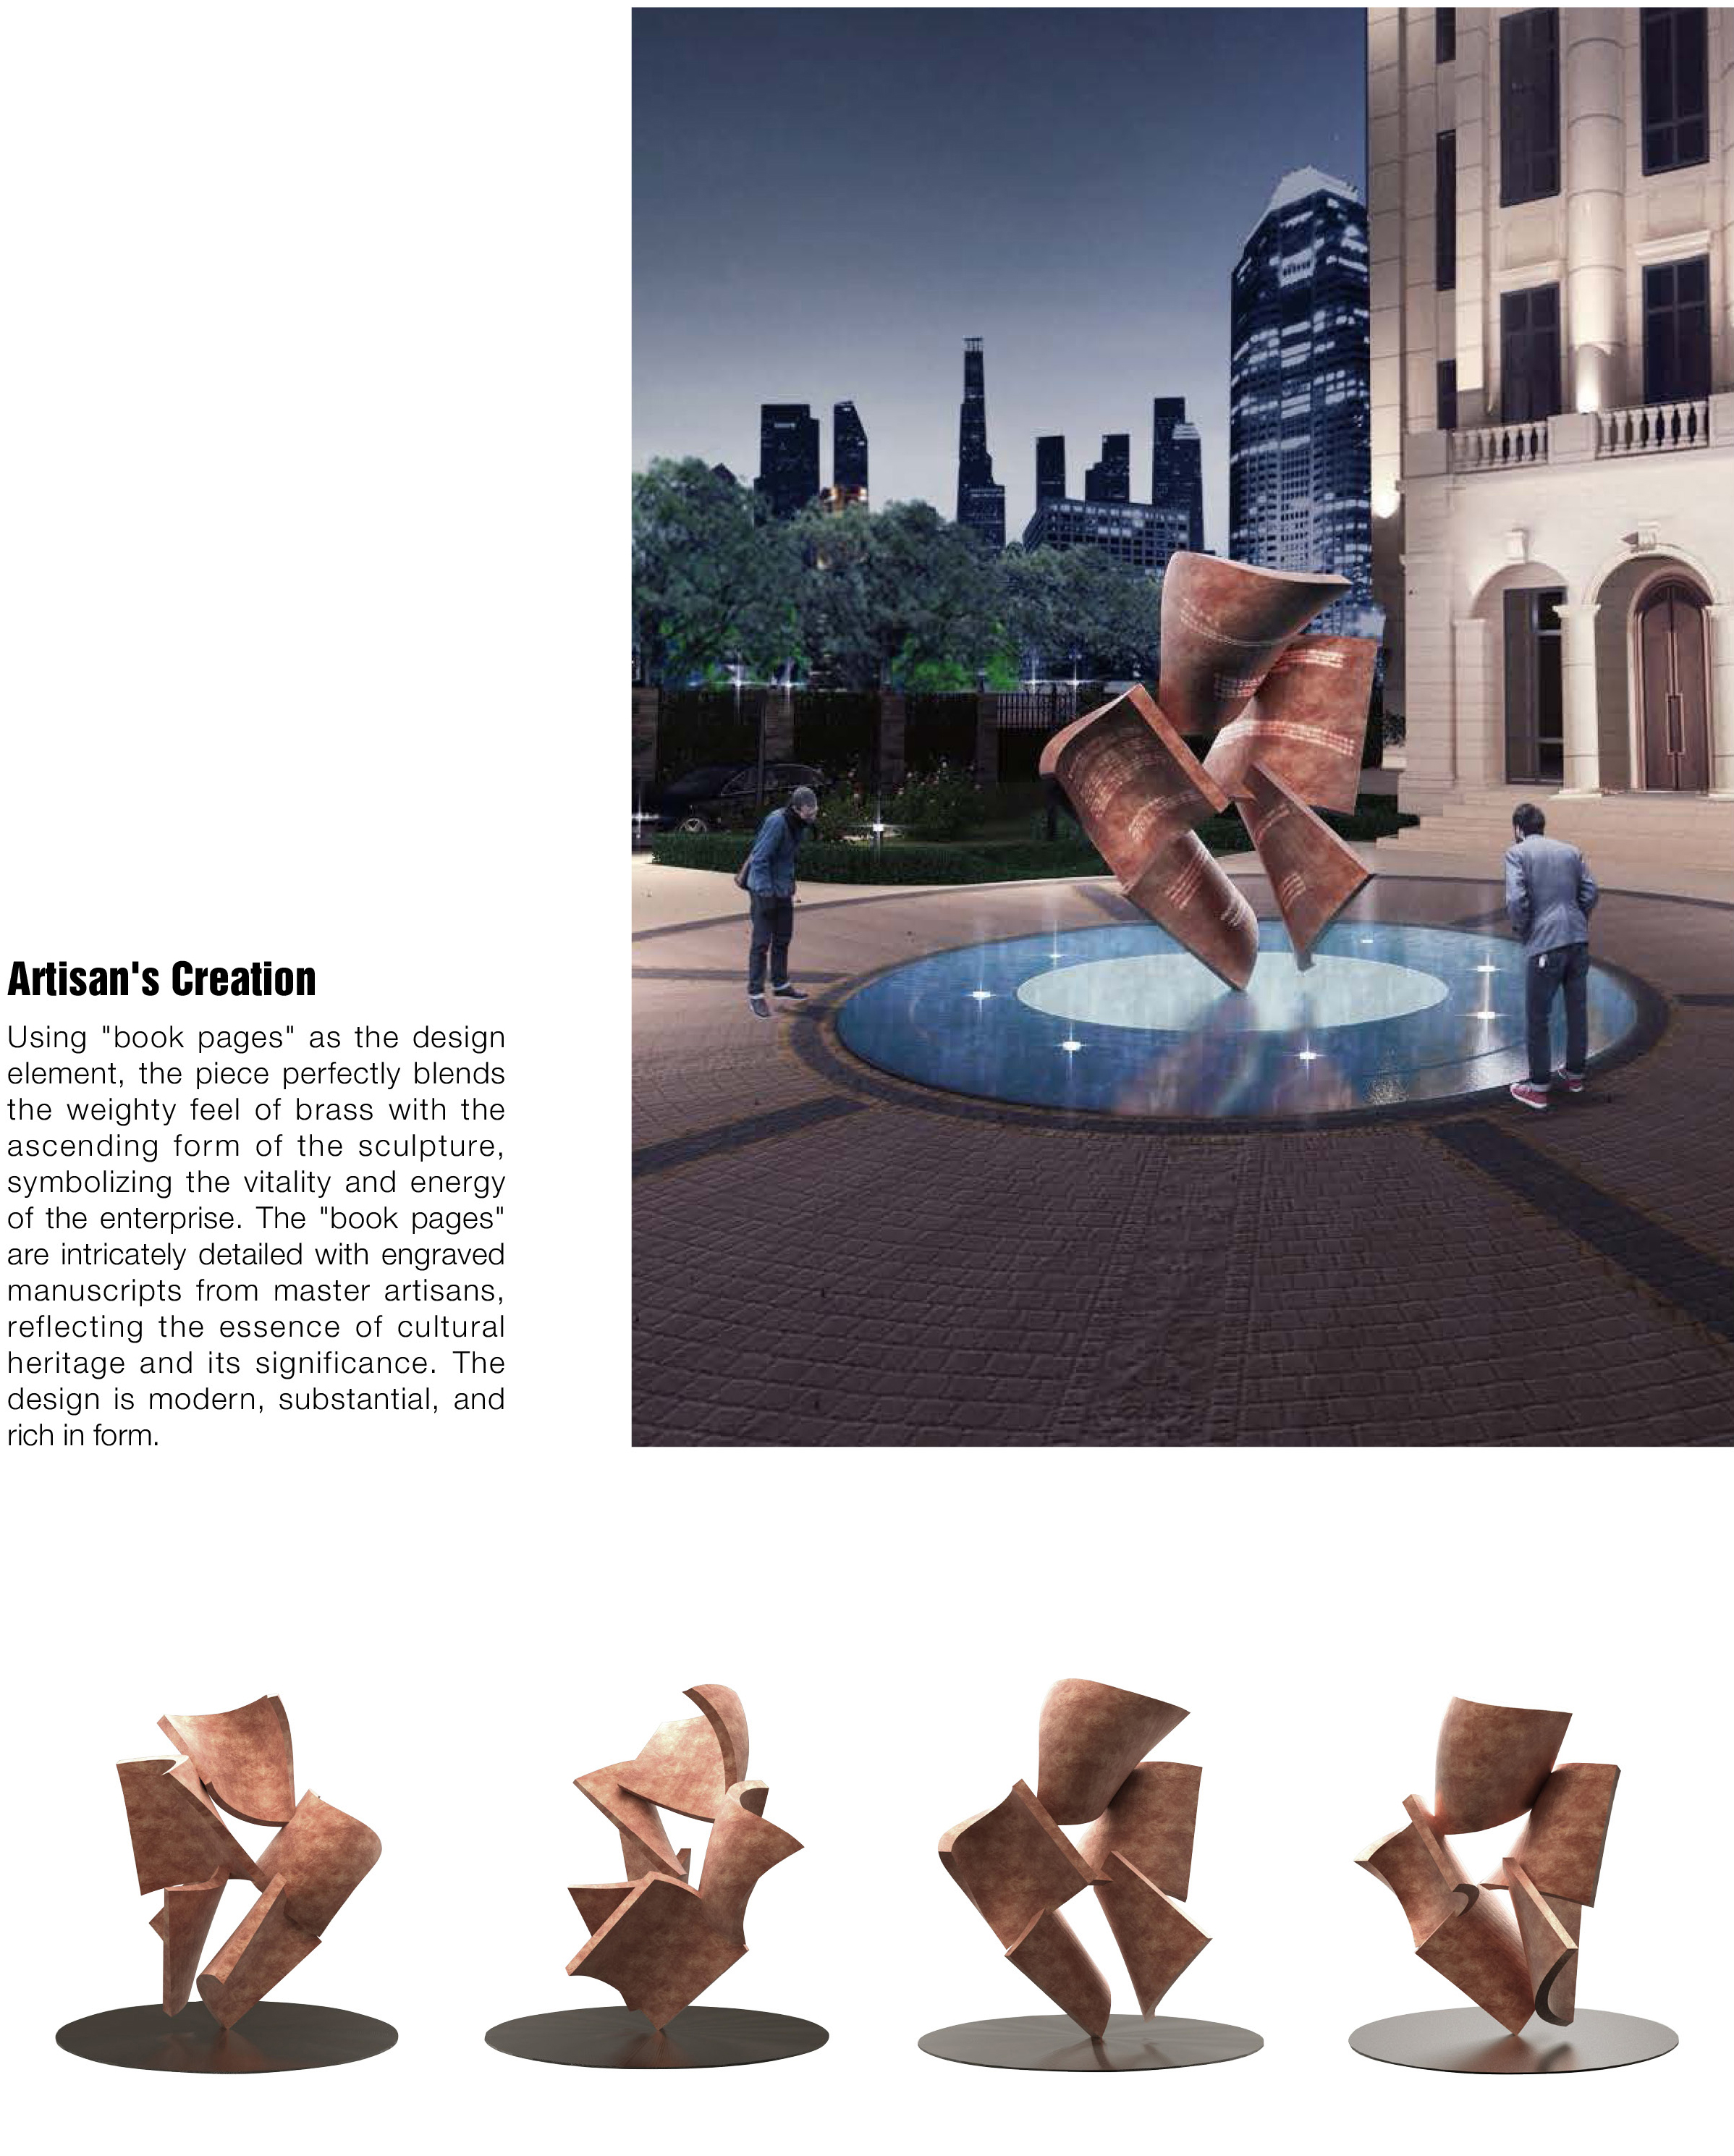 Artisan's Creation
Using "book pages" as the design
element, the piece perfectly blends
the weighty feel of brass with the
ascending form of the sculpture,
symbolizing the vitality and energy
of the enterprise. The "book pages"
are intricately detailed with engraved
manuscripts from master artisans,
reflecting the essence of cultural
heritage and its significance. The
design is modern, substantial, and
rich in form.